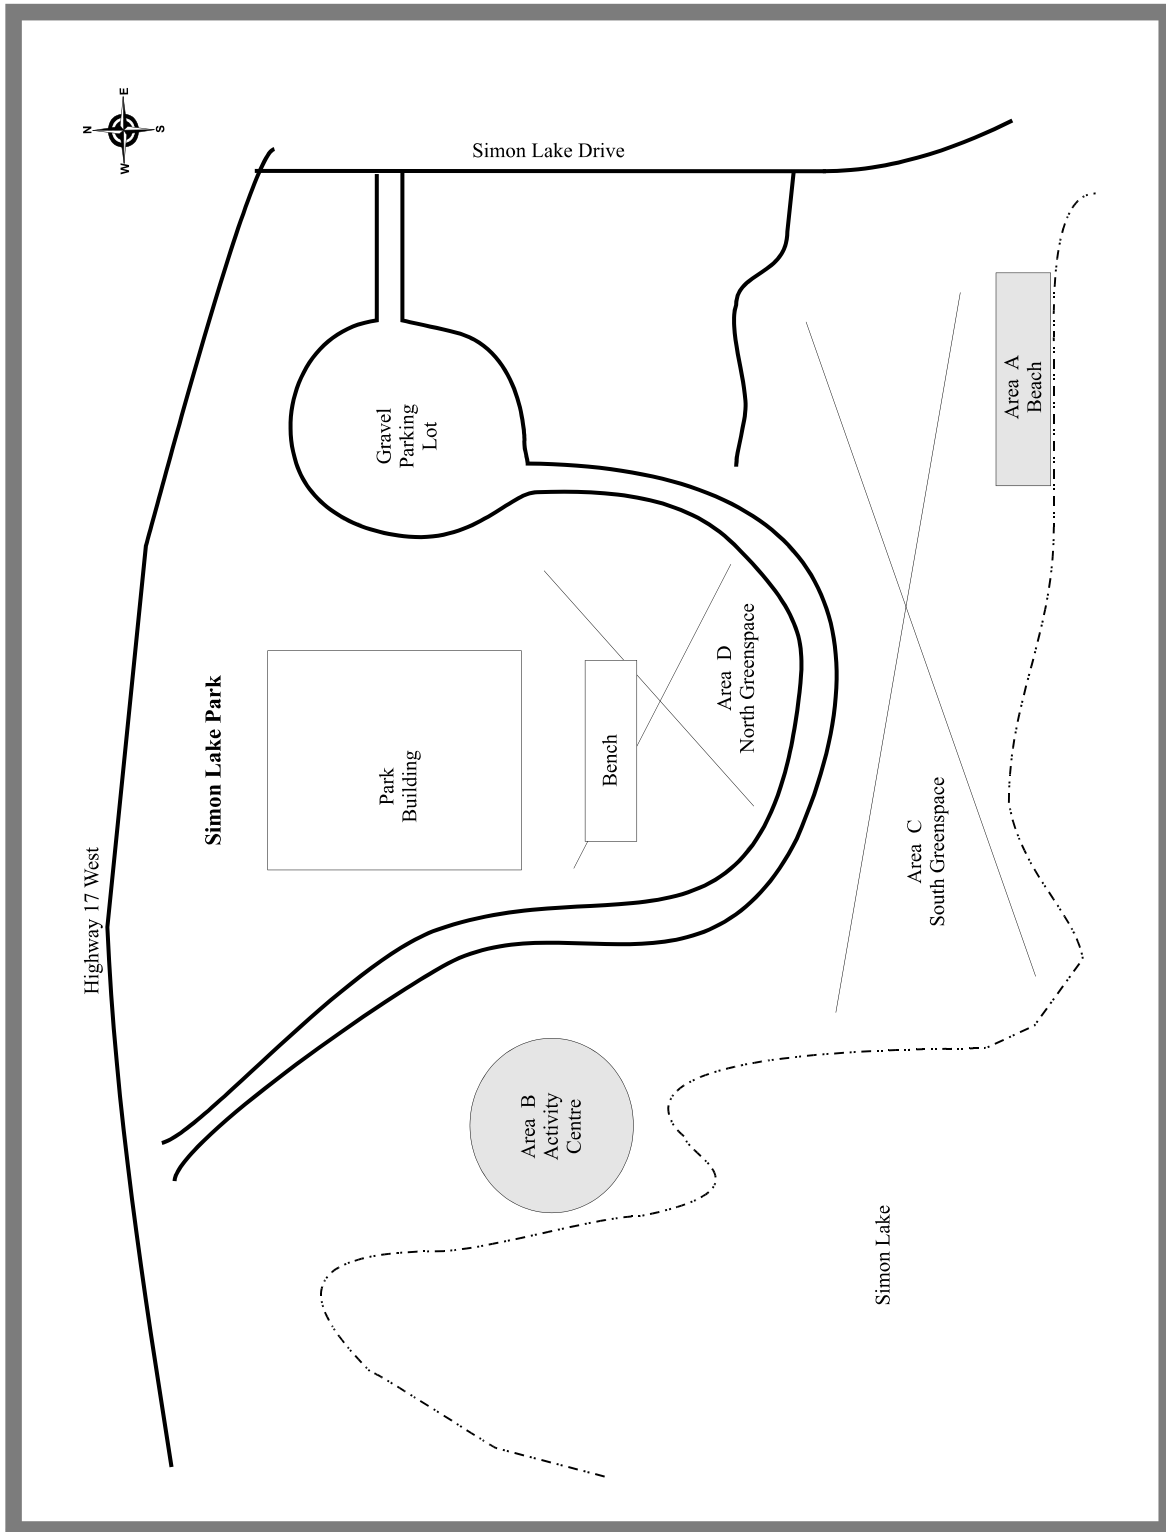 E
N
S
W
Simon Lake Drive
Highway 17 West
Simon Lake Park
Gravel
Parking
Lot
Park
Building
Bench
Area D
North Greenspace
Area A
Beach
Area C
South Greenspace
Area B
Activity
Centre
Simon Lake